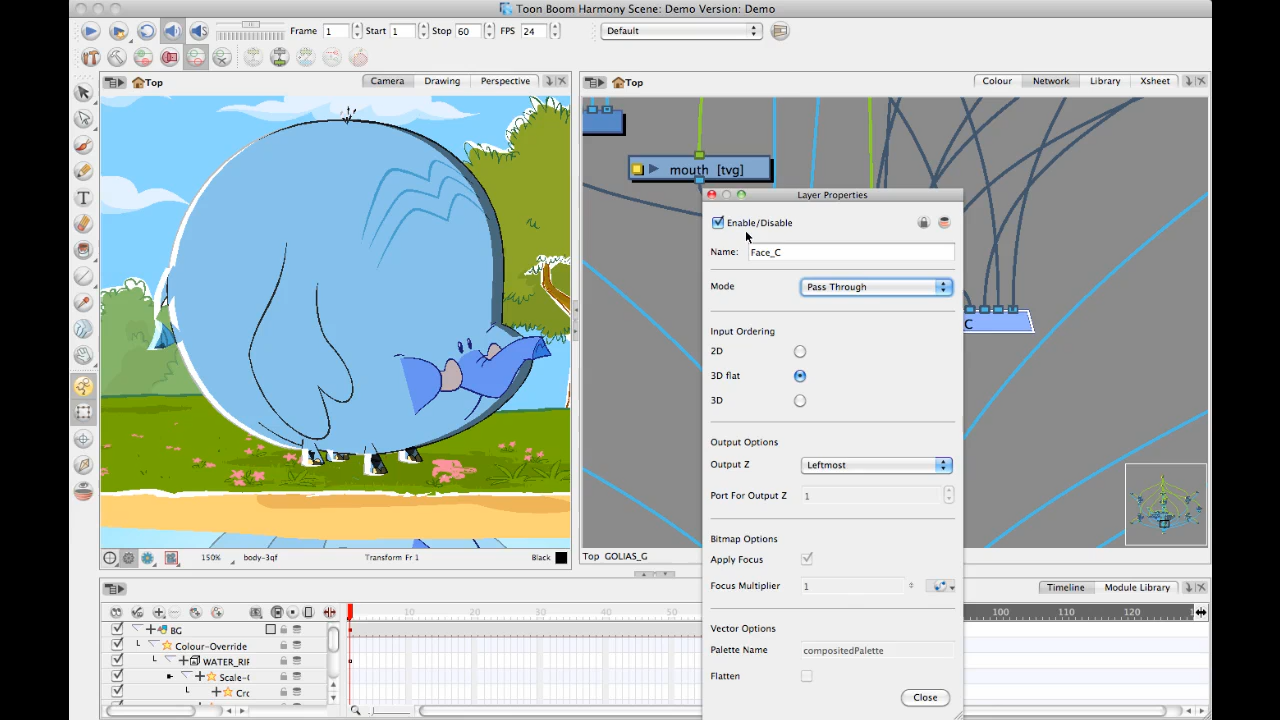 Toon Boom Harmony Scene: Demo Version: Demo
Frame 1 Start 1 Stop 60 FPS 24 Default
Top Camera Drawing Perspective
Top Colour Network Library Xsheet
mouth [tvg]
C
Layer Properties
Enable/Disable
Name: Face_C
Mode Pass Through
Input Ordering
2D
3D flat
3D
Output Options
Output Z Leftmost
Port For Output Z 1
Bitmap Options
Apply Focus
Focus Multiplier 1
Vector Options
Palette Name compositedPalette
Flatten
Close
150% body-3qf Transform Fr 1 Black
Top GOLIAS_G
Timeline Module Library
10 20 30 40 50 100 110 120
BG
Colour-Override
WATER_RIF
Scale-(
Cro